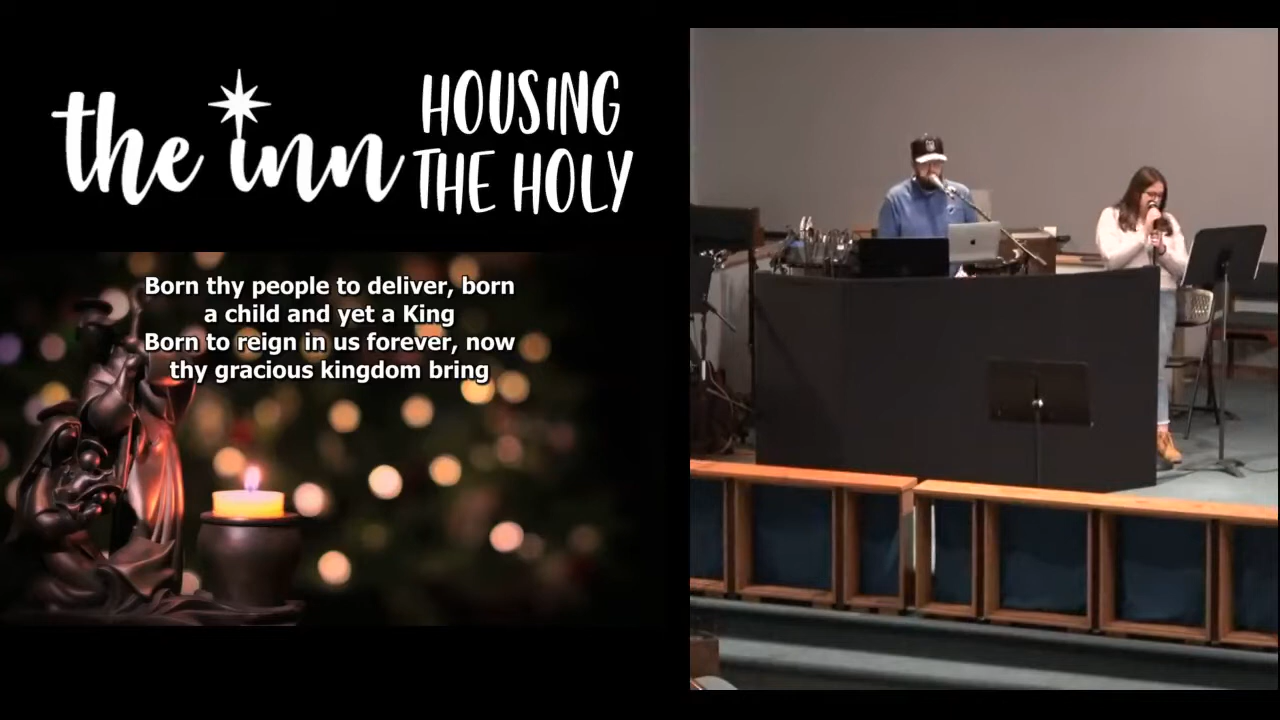 the inn
HOUSING
THE HOLY
Born thy people to deliver, born
a child and yet a King
Born to reign in us forever, now
thy gracious kingdom bring